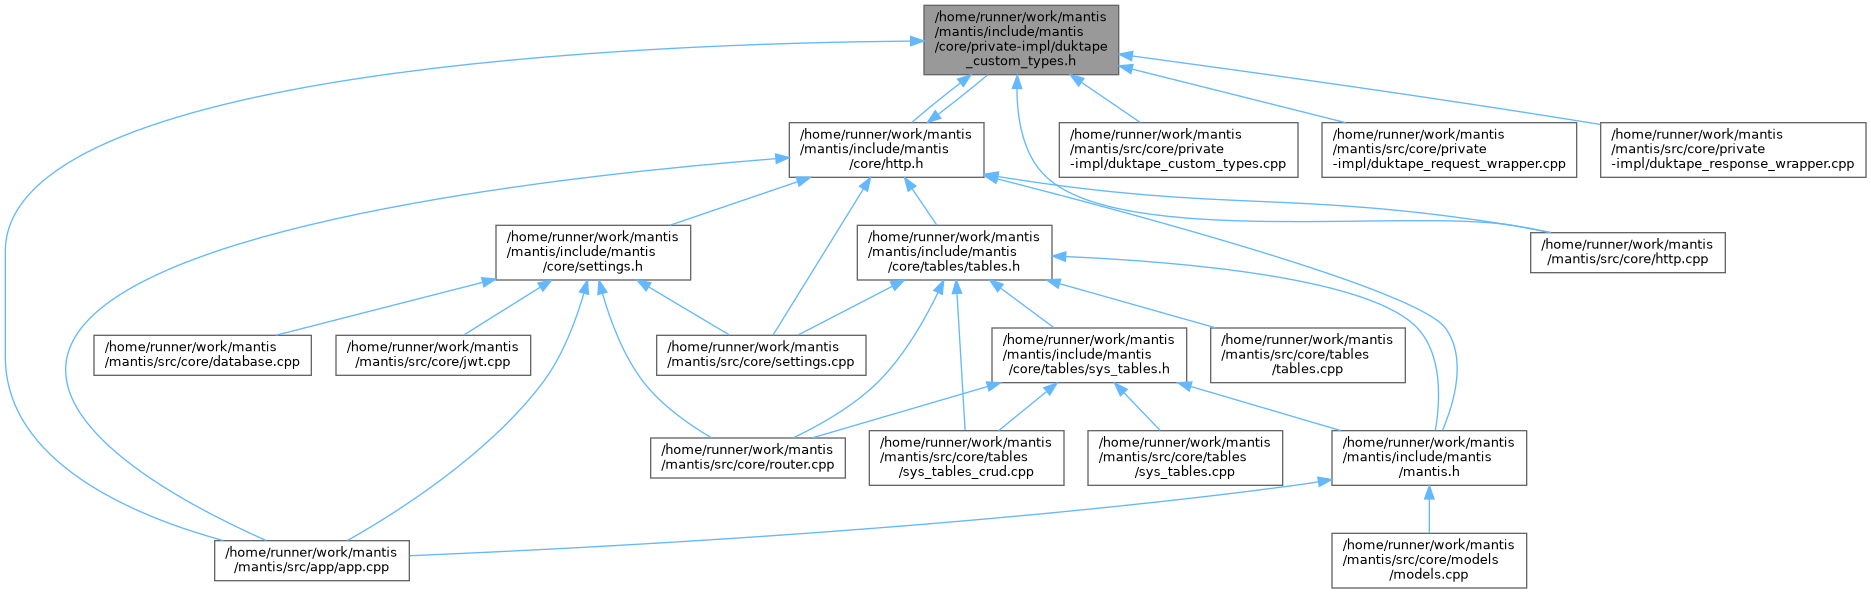 /home/runner/work/mantis
/mantis/include/mantis
/core/private-impl/duktape
_custom_types.h
/home/runner/work/mantis
/mantis/include/mantis
/core/http.h
/home/runner/work/mantis
/mantis/src/core/private
-impl/duktape_custom_types.cpp
/home/runner/work/mantis
/mantis/src/core/private
-impl/duktape_request_wrapper.cpp
/home/runner/work/mantis
/mantis/src/core/private
-impl/duktape_response_wrapper.cpp
/home/runner/work/mantis
/mantis/include/mantis
/core/settings.h
/home/runner/work/mantis
/mantis/include/mantis
/core/tables/tables.h
/home/runner/work/mantis
/mantis/src/core/http.cpp
/home/runner/work/mantis
/mantis/src/core/database.cpp
/home/runner/work/mantis
/mantis/src/core/jwt.cpp
/home/runner/work/mantis
/mantis/src/core/settings.cpp
/home/runner/work/mantis
/mantis/include/mantis
/core/tables/sys_tables.h
/home/runner/work/mantis
/mantis/src/core/tables
/tables.cpp
/home/runner/work/mantis
/mantis/src/core/router.cpp
/home/runner/work/mantis
/mantis/src/core/tables
/sys_tables_crud.cpp
/home/runner/work/mantis
/mantis/src/core/tables
/sys_tables.cpp
/home/runner/work/mantis
/mantis/include/mantis
/mantis.h
/home/runner/work/mantis
/mantis/src/app/app.cpp
/home/runner/work/mantis
/mantis/src/core/models
/models.cpp